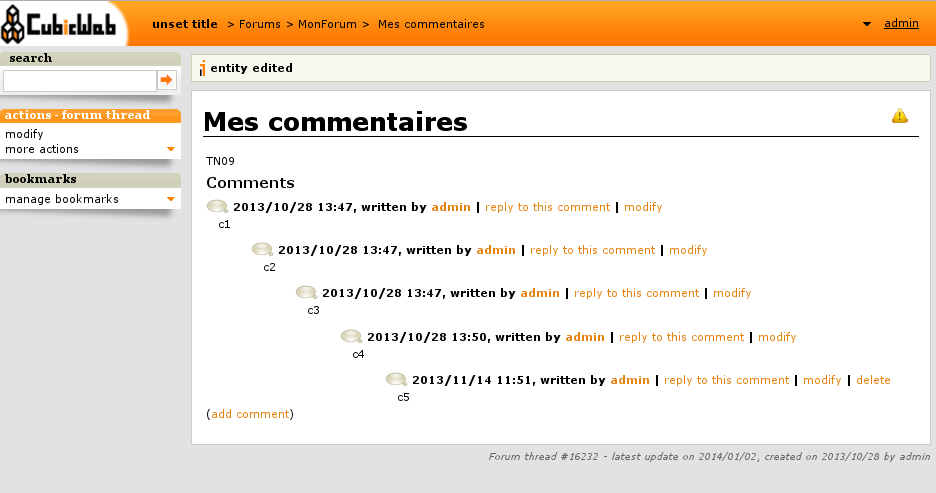 CubicWeb
unset title > Forums > MonForum > Mes commentaires
admin
search
actions - forum thread
modify
more actions
bookmarks
manage bookmarks
entity edited
Mes commentaires
TN09
Comments
2013/10/28 13:47, written by admin | reply to this comment | modify
c1
2013/10/28 13:47, written by admin | reply to this comment | modify
c2
2013/10/28 13:47, written by admin | reply to this comment | modify
c3
2013/10/28 13:50, written by admin | reply to this comment | modify
c4
2013/11/14 11:51, written by admin | reply to this comment | modify | delete
c5
(add comment)
Forum thread #16232 - latest update on 2014/01/02, created on 2013/10/28 by admin